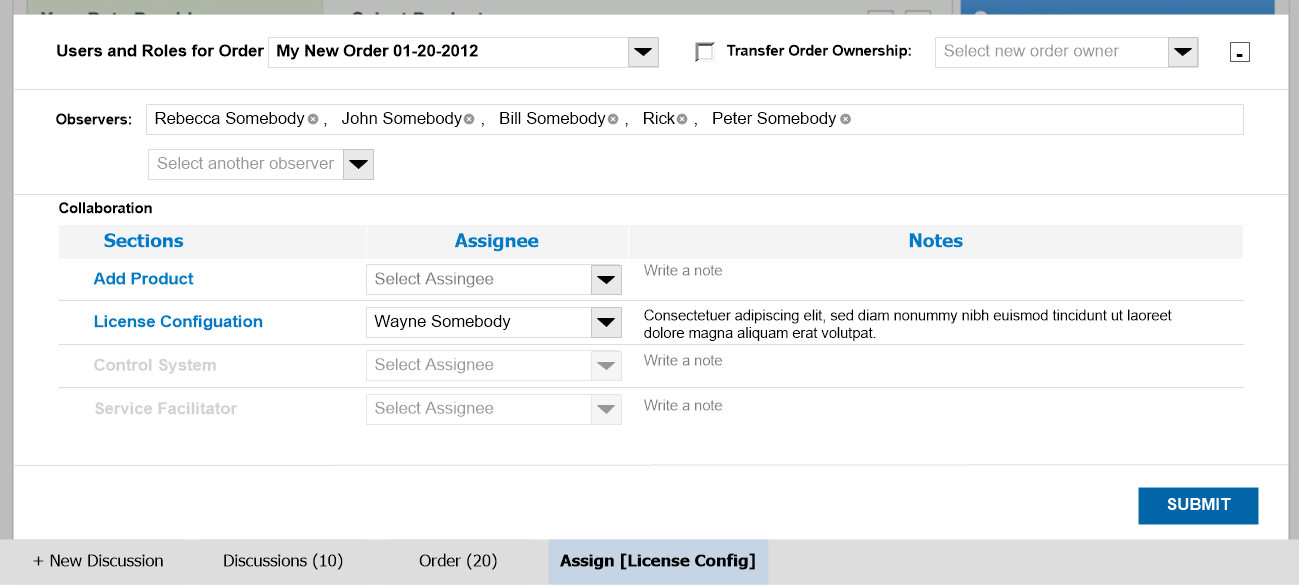 Users and Roles for Order My New Order 01-20-2012 Transfer Order Ownership: Select new order owner
Observers: Rebecca Somebody , John Somebody , Bill Somebody , Rick , Peter Somebody
Select another observer
Collaboration
Sections Assignee Notes
Add Product Select Assingee Write a note
License Configuation Wayne Somebody Consectetuer adipiscing elit, sed diam nonummy nibh euismod tincidunt ut laoreet
dolore magna aliquam erat volutpat.
Control System Select Assignee Write a note
Service Facilitator Select Assignee Write a note
SUBMIT
+ New Discussion Discussions (10) Order (20) Assign [License Config]